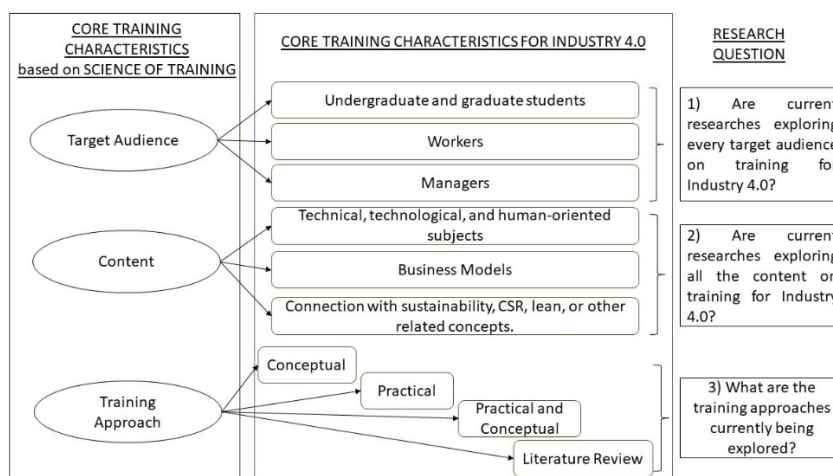 CORE TRAINING
CHARACTERISTICS
based on SCIENCE OF TRAINING
CORE TRAINING CHARACTERISTICS FOR INDUSTRY 4.0
RESEARCH
QUESTION
Target Audience
Undergraduate and graduate students
Workers
Managers
1) Are current
researches exploring
every target audience
on training for
Industry 4.0?
Content
Technical, technological, and human-oriented
subjects
Business Models
Connection with sustainability, CSR, lean, or other
related concepts.
2) Are current
researches exploring
all the content on
training for Industry
4.0?
Training
Approach
Conceptual
Practical
Practical and
Conceptual
Literature Review
3) What are the
training approaches
currently being
explored?